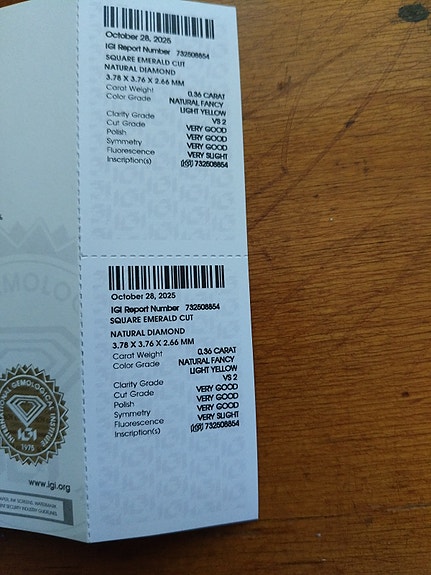 October 28, 2025
IGI Report Number 732508854
SQUARE EMERALD CUT
NATURAL DIAMOND
3.78 X 3.76 X 2.66 MM
Carat Weight 0.36 CARAT
Color Grade NATURAL FANCY
LIGHT YELLOW
Clarity Grade VS 2
Cut Grade VERY GOOD
Polish VERY GOOD
Symmetry VERY GOOD
Fluorescence VERY SLIGHT
Inscription(s) IGI 732508854
October 28, 2025
IGI Report Number 732508854
SQUARE EMERALD CUT
NATURAL DIAMOND
3.78 X 3.76 X 2.66 MM
Carat Weight 0.36 CARAT
Color Grade NATURAL FANCY
LIGHT YELLOW
Clarity Grade VS 2
Cut Grade VERY GOOD
Polish VERY GOOD
Symmetry VERY GOOD
Fluorescence VERY SLIGHT
Inscription(s) IGI 732508854
INTERNATIONAL GEMOLOGICAL INSTITUTE
IGI
1975
www.igi.org